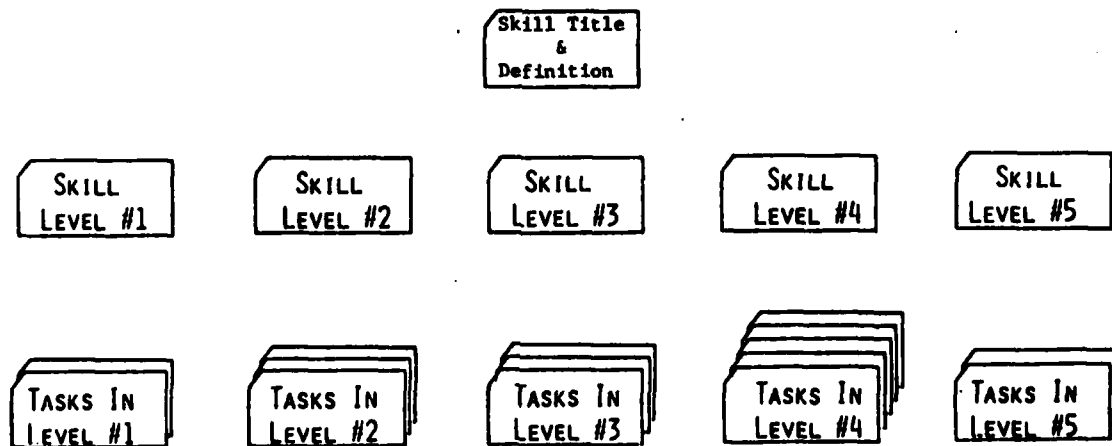 Skill Title
&
Definition
SKILL
LEVEL #1
SKILL
LEVEL #2
SKILL
LEVEL #3
SKILL
LEVEL #4
SKILL
LEVEL #5
TASKS IN
LEVEL #1
TASKS IN
LEVEL #2
TASKS IN
LEVEL #3
TASKS IN
LEVEL #4
TASKS IN
LEVEL #5